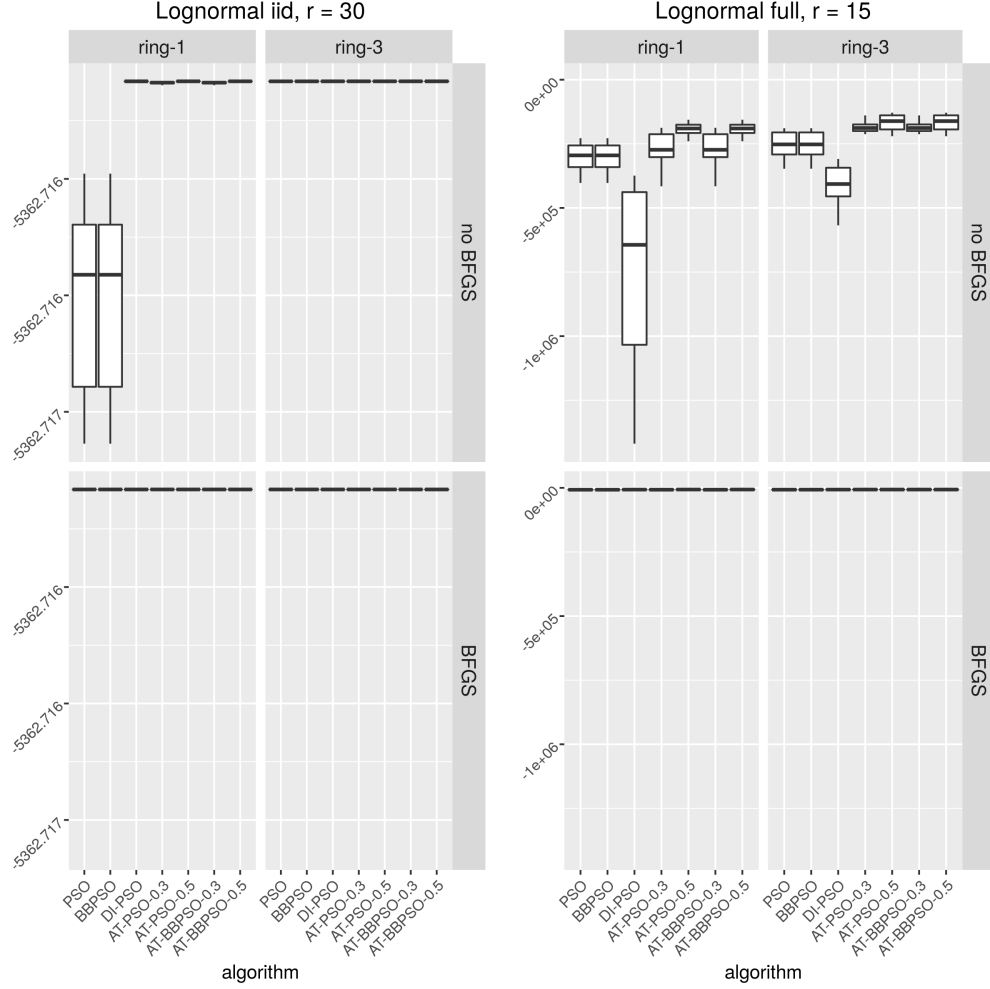 Lognormal iid, r = 30
ring-1
ring-3
no BFGS
-5362.716
-5362.716
-5362.717
BFGS
-5362.716
-5362.716
-5362.717
PSO
BBPSO
DI-PSO
AT-PSO-0.3
AT-PSO-0.5
AT-BBPSO-0.3
AT-BBPSO-0.5
PSO
BBPSO
DI-PSO
AT-PSO-0.3
AT-PSO-0.5
AT-BBPSO-0.3
AT-BBPSO-0.5
algorithm
Lognormal full, r = 15
ring-1
ring-3
no BFGS
0e+00
-5e+05
-1e+06
BFGS
0e+00
-5e+05
-1e+06
PSO
BBPSO
DI-PSO
AT-PSO-0.3
AT-PSO-0.5
AT-BBPSO-0.3
AT-BBPSO-0.5
PSO
BBPSO
DI-PSO
AT-PSO-0.3
AT-PSO-0.5
AT-BBPSO-0.3
AT-BBPSO-0.5
algorithm